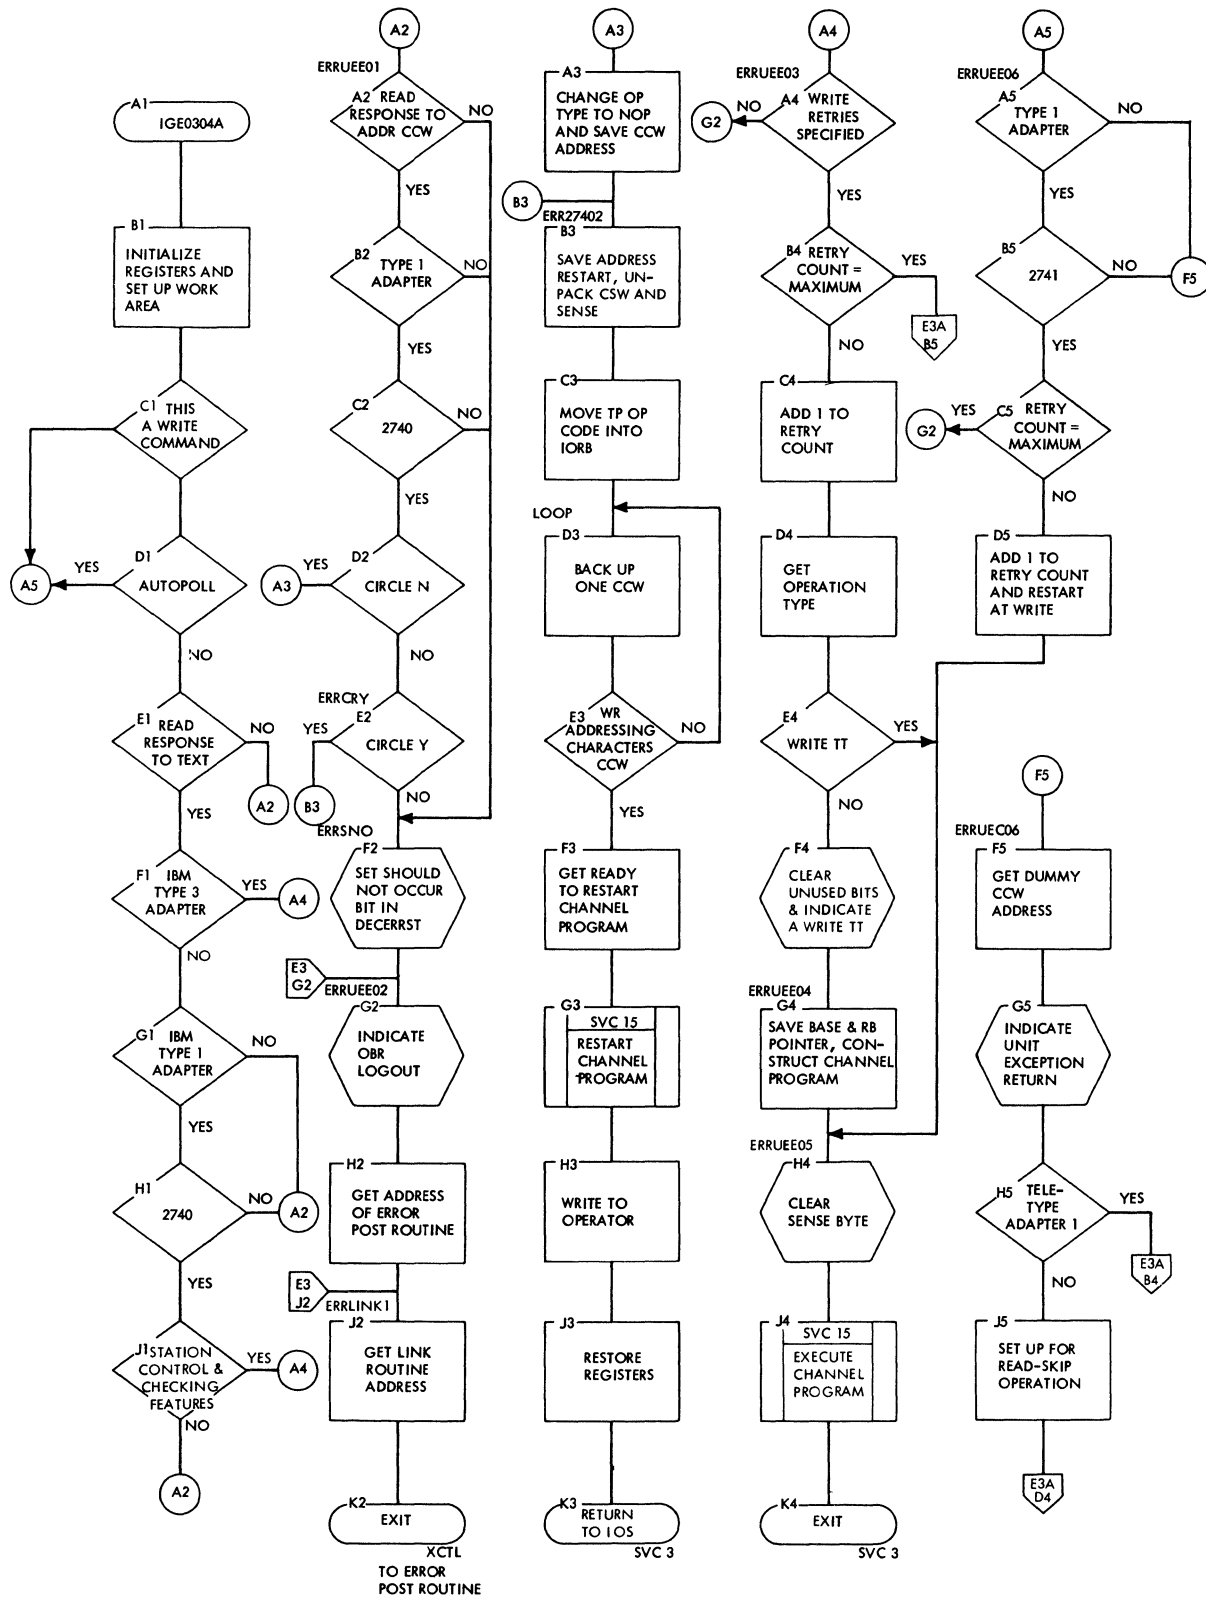 A1
IGE0304A
B1
INITIALIZE
REGISTERS AND
SET UP WORK
AREA
C1 THIS
A WRITE
COMMAND
D1
AUTOPOLL
YES
A5
NO
E1 READ
RESPONSE
TO TEXT
NO
A2
YES
F1 IBM
TYPE 3
ADAPTER
YES
A4
NO
G1 IBM
TYPE 1
ADAPTER
NO
YES
H1
2740
NO
A2
YES
J1 STATION
CONTROL &
CHECKING
FEATURES
YES
A4
NO
A2
A2
ERRUEE01
A2 READ
RESPONSE TO
ADDR CCW
NO
YES
B2
TYPE 1
ADAPTER
NO
YES
C2
2740
NO
YES
D2
CIRCLE N
YES
A3
NO
ERRCRY
E2
CIRCLE Y
YES
B3
NO
ERRSNO
F2
SET SHOULD
NOT OCCUR
BIT IN
DECERRST
E3
G2
ERRUEE02
G2
INDICATE
OBR
LOGOUT
H2
GET ADDRESS
OF ERROR
POST ROUTINE
E3
J2
ERRLINK1
J2
GET LINK
ROUTINE
ADDRESS
K2
EXIT
XCTL
TO ERROR
POST ROUTINE
A3
A3
CHANGE OP
TYPE TO NOP
AND SAVE CCW
ADDRESS
B3
ERR27402
B3
SAVE ADDRESS
RESTART, UN-
PACK CSW AND
SENSE
C3
MOVE TP OP
CODE INTO
IORB
LOOP
D3
BACK UP
ONE CCW
E3 WR
ADDRESSING
CHARACTERS
CCW
NO
YES
F3
GET READY
TO RESTART
CHANNEL
PROGRAM
G3
SVC 15
RESTART
CHANNEL
PROGRAM
H3
WRITE TO
OPERATOR
J3
RESTORE
REGISTERS
K3
RETURN
TO IOS
SVC 3
A4
ERRUEE03
A4 WRITE
RETRIES
SPECIFIED
NO
G2
YES
B4 RETRY
COUNT =
MAXIMUM
YES
E3A
B5
NO
C4
ADD 1 TO
RETRY
COUNT
D4
GET
OPERATION
TYPE
E4
WRITE TT
YES
NO
F4
CLEAR
UNUSED BITS
& INDICATE
A WRITE TT
ERRUEE04
G4
SAVE BASE & RB
POINTER, CON-
STRUCT CHANNEL
PROGRAM
ERRUEE05
H4
CLEAR
SENSE BYTE
J4
SVC 15
EXECUTE
CHANNEL
PROGRAM
K4
EXIT
SVC 3
A5
ERRUEE06
A5
TYPE 1
ADAPTER
NO
YES
B5
2741
NO
F5
YES
C5 RETRY
COUNT =
MAXIMUM
YES
G2
NO
D5
ADD 1 TO
RETRY COUNT
AND RESTART
AT WRITE
F5
ERRUEC06
F5
GET DUMMY
CCW
ADDRESS
G5
INDICATE
UNIT
EXCEPTION
RETURN
H5 TELE-
TYPE
ADAPTER 1
YES
E3A
B4
NO
J5
SET UP FOR
READ-SKIP
OPERATION
E3A
D4